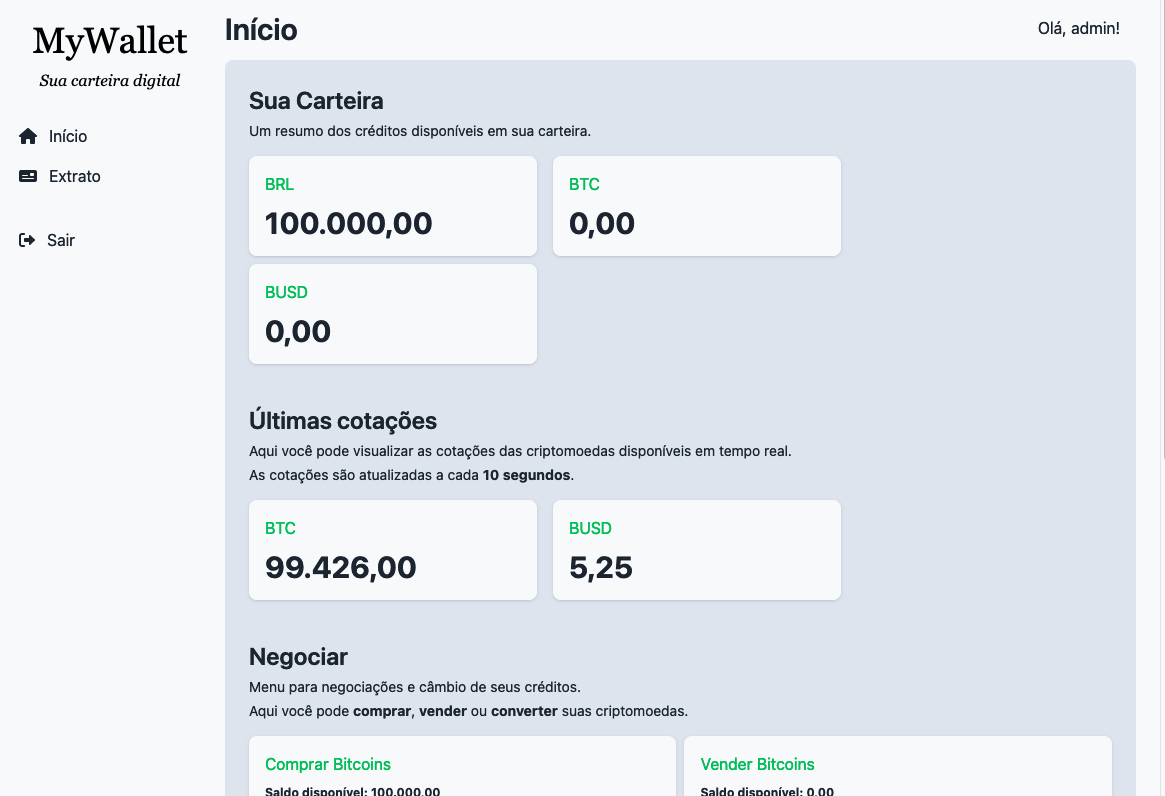 MyWallet
Sua carteira digital
Início
Extrato
Sair
Início
Olá, admin!
Sua Carteira
Um resumo dos créditos disponíveis em sua carteira.
BRL
100.000,00
BTC
0,00
BUSD
0,00
Últimas cotações
Aqui você pode visualizar as cotações das criptomoedas disponíveis em tempo real.
As cotações são atualizadas a cada 10 segundos.
BTC
99.426,00
BUSD
5,25
Negociar
Menu para negociações e câmbio de seus créditos.
Aqui você pode comprar, vender ou converter suas criptomoedas.
Comprar Bitcoins
Saldo disponível: 100.000,00
Vender Bitcoins
Saldo disponível: 0,00